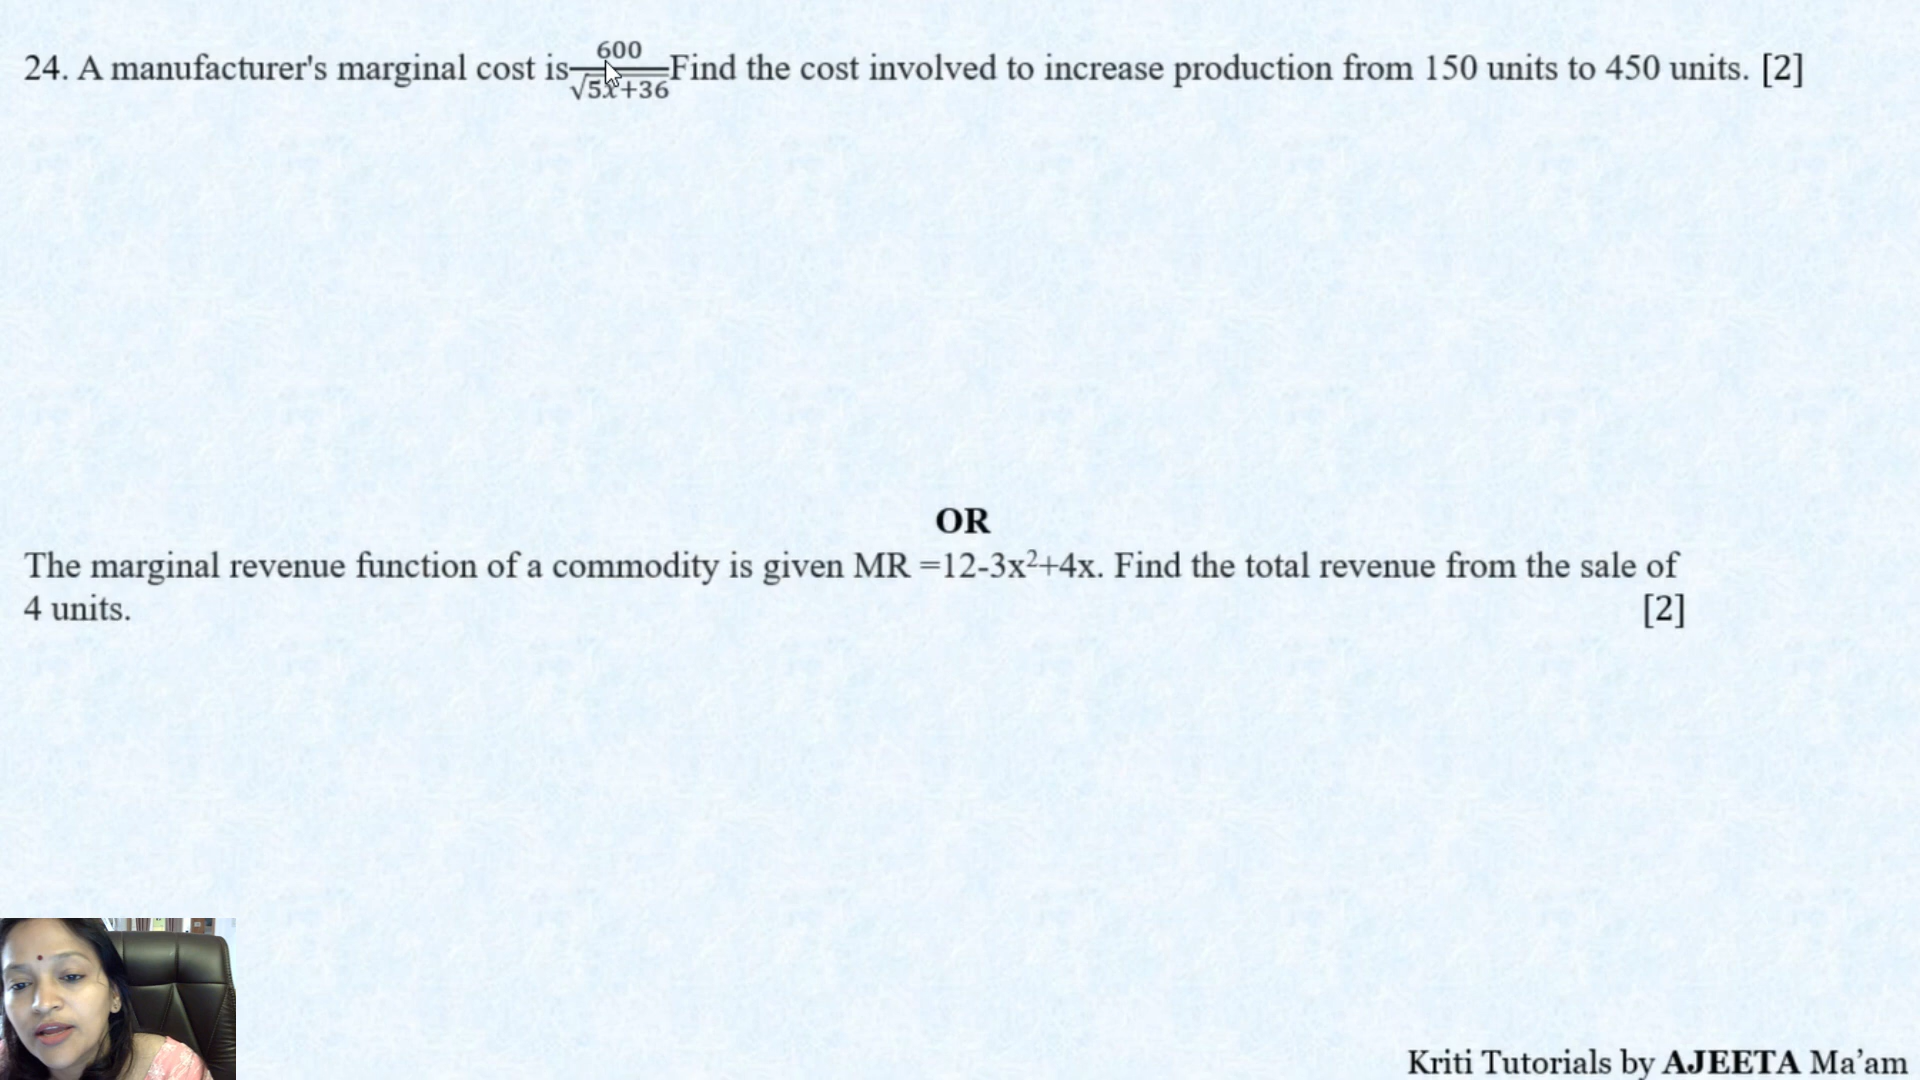 24. A manufacturer's marginal cost is 600/√5x+36 Find the cost involved to increase production from 150 units to 450 units. [2]
OR
The marginal revenue function of a commodity is given MR =12-3x²+4x. Find the total revenue from the sale of
4 units. [2]
Kriti Tutorials by AJEETA Ma’am